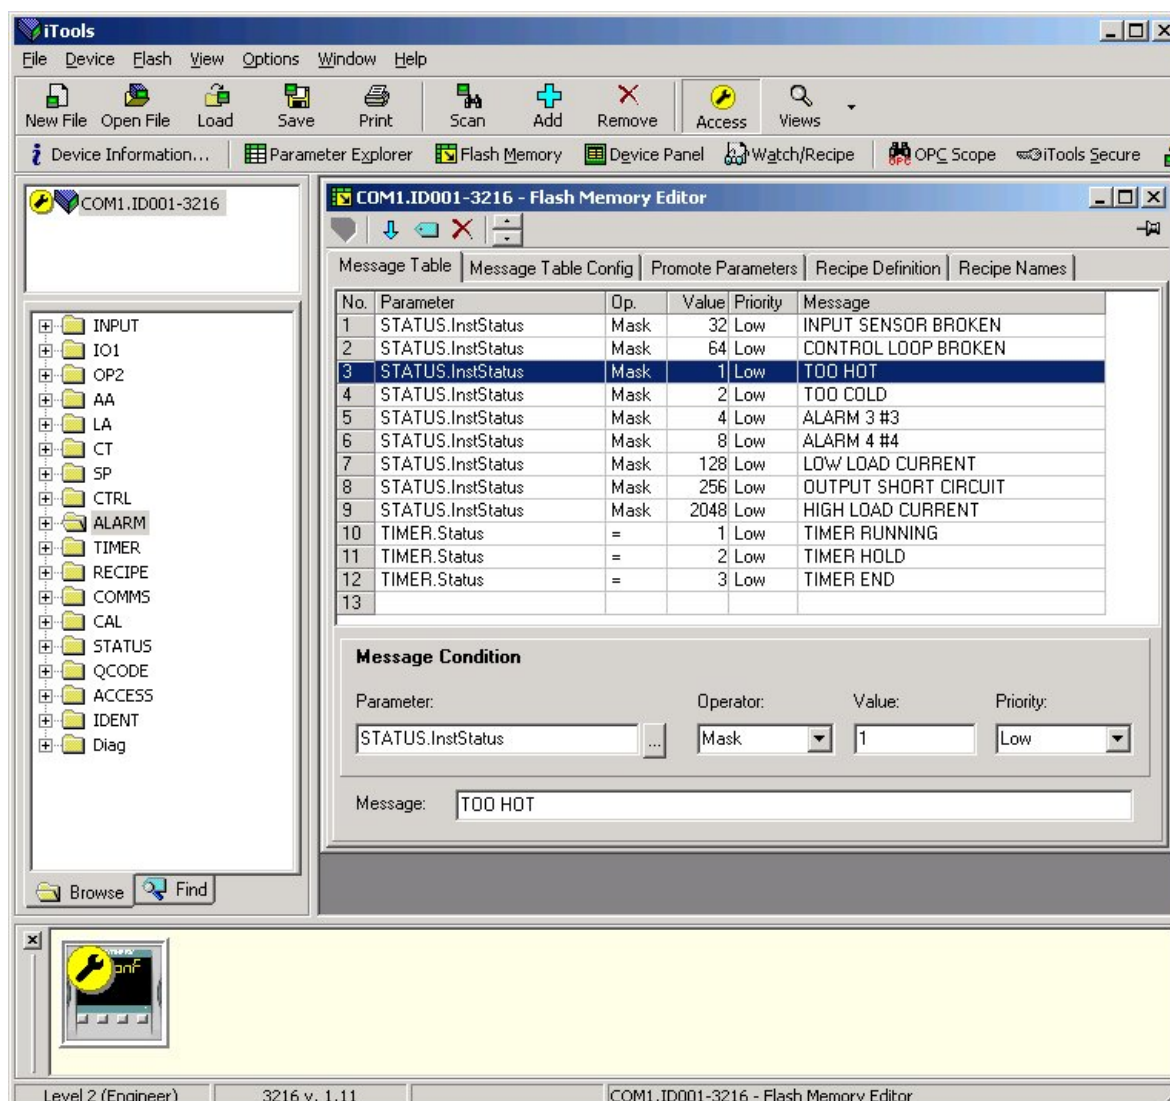 iTools
File Device Flash View Options Window Help
New File Open File Load Save Print Scan Add Remove Access Views
Device Information... Parameter Explorer Flash Memory Device Panel Watch/Recipe OPC Scope iTools Secure
COM1.ID001-3216
INPUT
IO1
OP2
AA
LA
CT
SP
CTRL
ALARM
TIMER
RECIPE
COMMS
CAL
STATUS
QCODE
ACCESS
IDENT
Diag
Browse Find
COM1.ID001-3216 - Flash Memory Editor
Message Table Message Table Config Promote Parameters Recipe Definition Recipe Names
No. Parameter Op. Value Priority Message
1 STATUS.InstStatus Mask 32 Low INPUT SENSOR BROKEN
2 STATUS.InstStatus Mask 64 Low CONTROL LOOP BROKEN
3 STATUS.InstStatus Mask 1 Low TOO HOT
4 STATUS.InstStatus Mask 2 Low TOO COLD
5 STATUS.InstStatus Mask 4 Low ALARM 3 #3
6 STATUS.InstStatus Mask 8 Low ALARM 4 #4
7 STATUS.InstStatus Mask 128 Low LOW LOAD CURRENT
8 STATUS.InstStatus Mask 256 Low OUTPUT SHORT CIRCUIT
9 STATUS.InstStatus Mask 2048 Low HIGH LOAD CURRENT
10 TIMER.Status = 1 Low TIMER RUNNING
11 TIMER.Status = 2 Low TIMER HOLD
12 TIMER.Status = 3 Low TIMER END
13
Message Condition
Parameter: Operator: Value: Priority:
STATUS.InstStatus ... Mask 1 Low
Message: TOO HOT
Level 2 (Engineer) 3216 v. 1.11 COM1.ID001-3216 - Flash Memory Editor